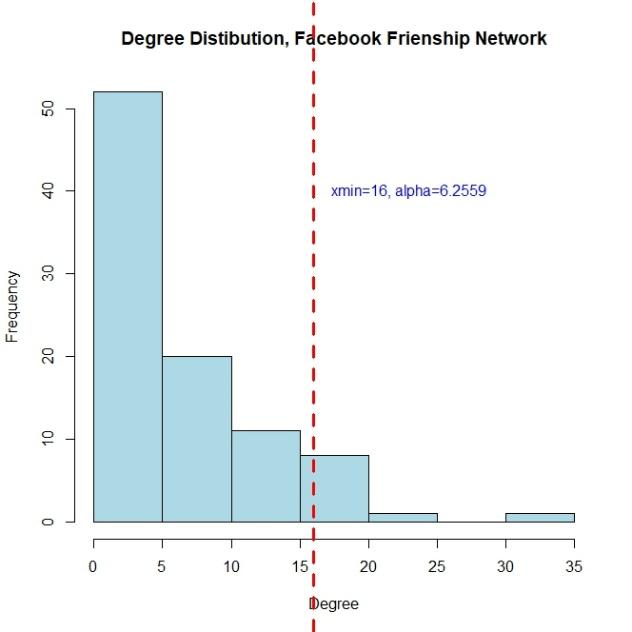 Degree Distibution, Facebook Frienship Network
xmin=16, alpha=6.2559
Frequency
50
40
30
20
10
0
0 5 10 15 20 25 30 35
Degree